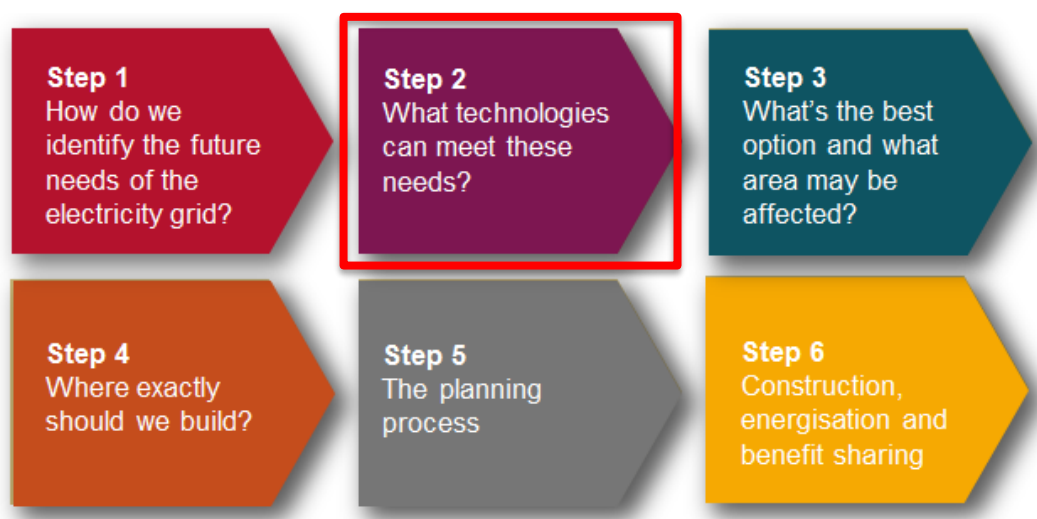 Step 1
How do we
identify the future
needs of the
electricity grid?
Step 2
What technologies
can meet these
needs?
Step 3
What's the best
option and what
area may be
affected?
Step 4
Where exactly
should we build?
Step 5
The planning
process
Step 6
Construction,
energisation and
benefit sharing